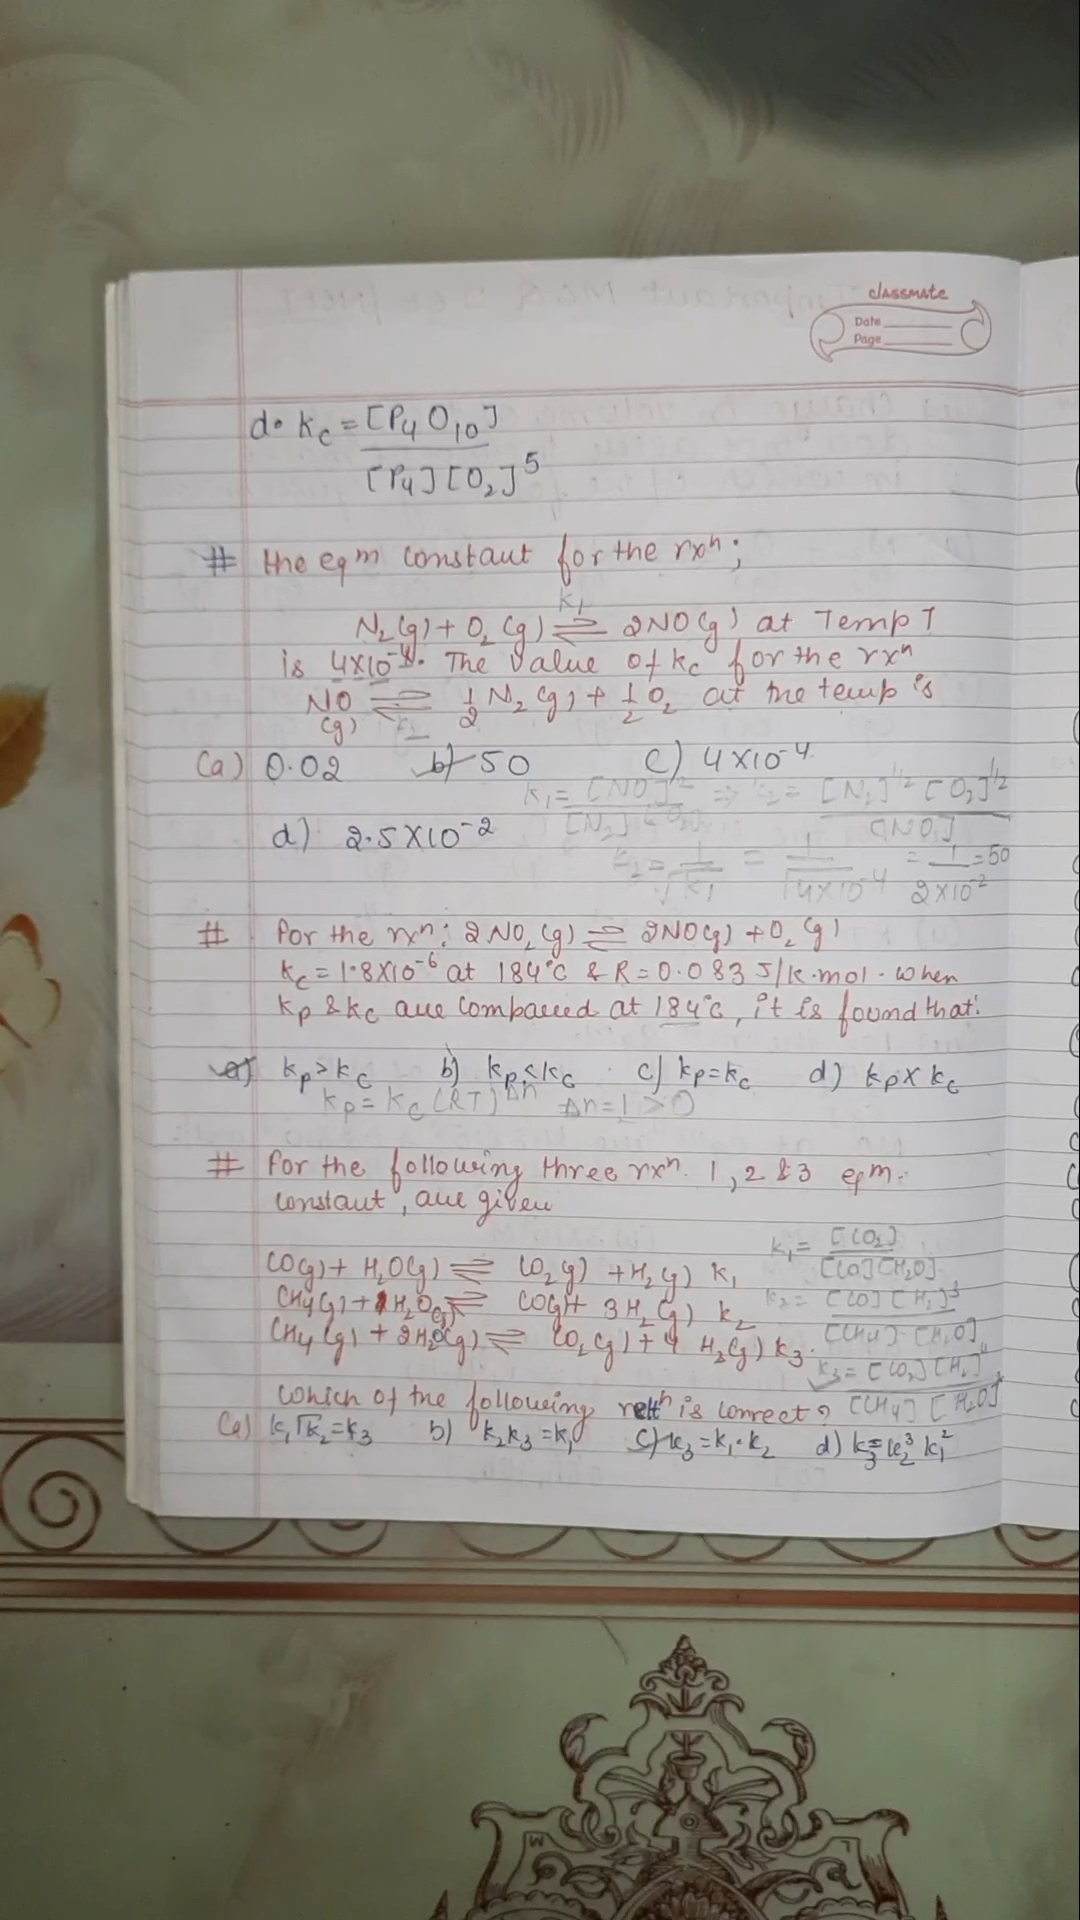 classmate
Date
Page
d. Kc = [P4O10]
[P4][O2]^5
# the eqm constant for the rxn;
K1
N2(g) + O2(g) ⇌ 2NO(g) at Temp T
is 4×10-4. The value of Kc for the rxn
NO ⇌ 1/2 N2(g) + 1/2 O2 at the temp is
(g)
(a) 0.02 b) 50 c) 4×10-4
K1 = [NO]2 ⇒ K2 = [N2]1/2 [O2]1/2
[N2][O2] [NO]
d) 2.5×10-2
K2 = 1/√K1 = 1/√4×10-4 = 1/2×10-2 = 50
# for the rxn: 2NO2(g) ⇌ 2NO(g) + O2(g)
Kc = 1.8×10-6 at 184°C & R = 0.083 J/K.mol. when
Kp & Kc are compared at 184°C, it is found that:
a) Kp > Kc b) Kp < Kc c) Kp = Kc d) Kp × Kc
Kp = Kc (RT)Δn Δn = 1 > 0
# for the following three rxn. 1, 2 & 3 eqm.
constant, are given
K1 = [CO2]
[CO][H2O]
CO(g) + H2O(g) ⇌ CO2(g) + H2(g) K1
CH4(g) + H2O(g) ⇌ CO(g) + 3H2(g) K2
K2 = [CO][H2]3
[CH4].[H2O]
CH4(g) + 2H2O(g) ⇌ CO2(g) + 4 H2(g) K3.
K3 = [CO2][H2]4
[CH4][H2O]
which of the following reltn is correct?
(a) K1√K2 = K3 b) K2K3 = K1 c) K3 = K1.K2 d) K3 = K2^3 K1^2